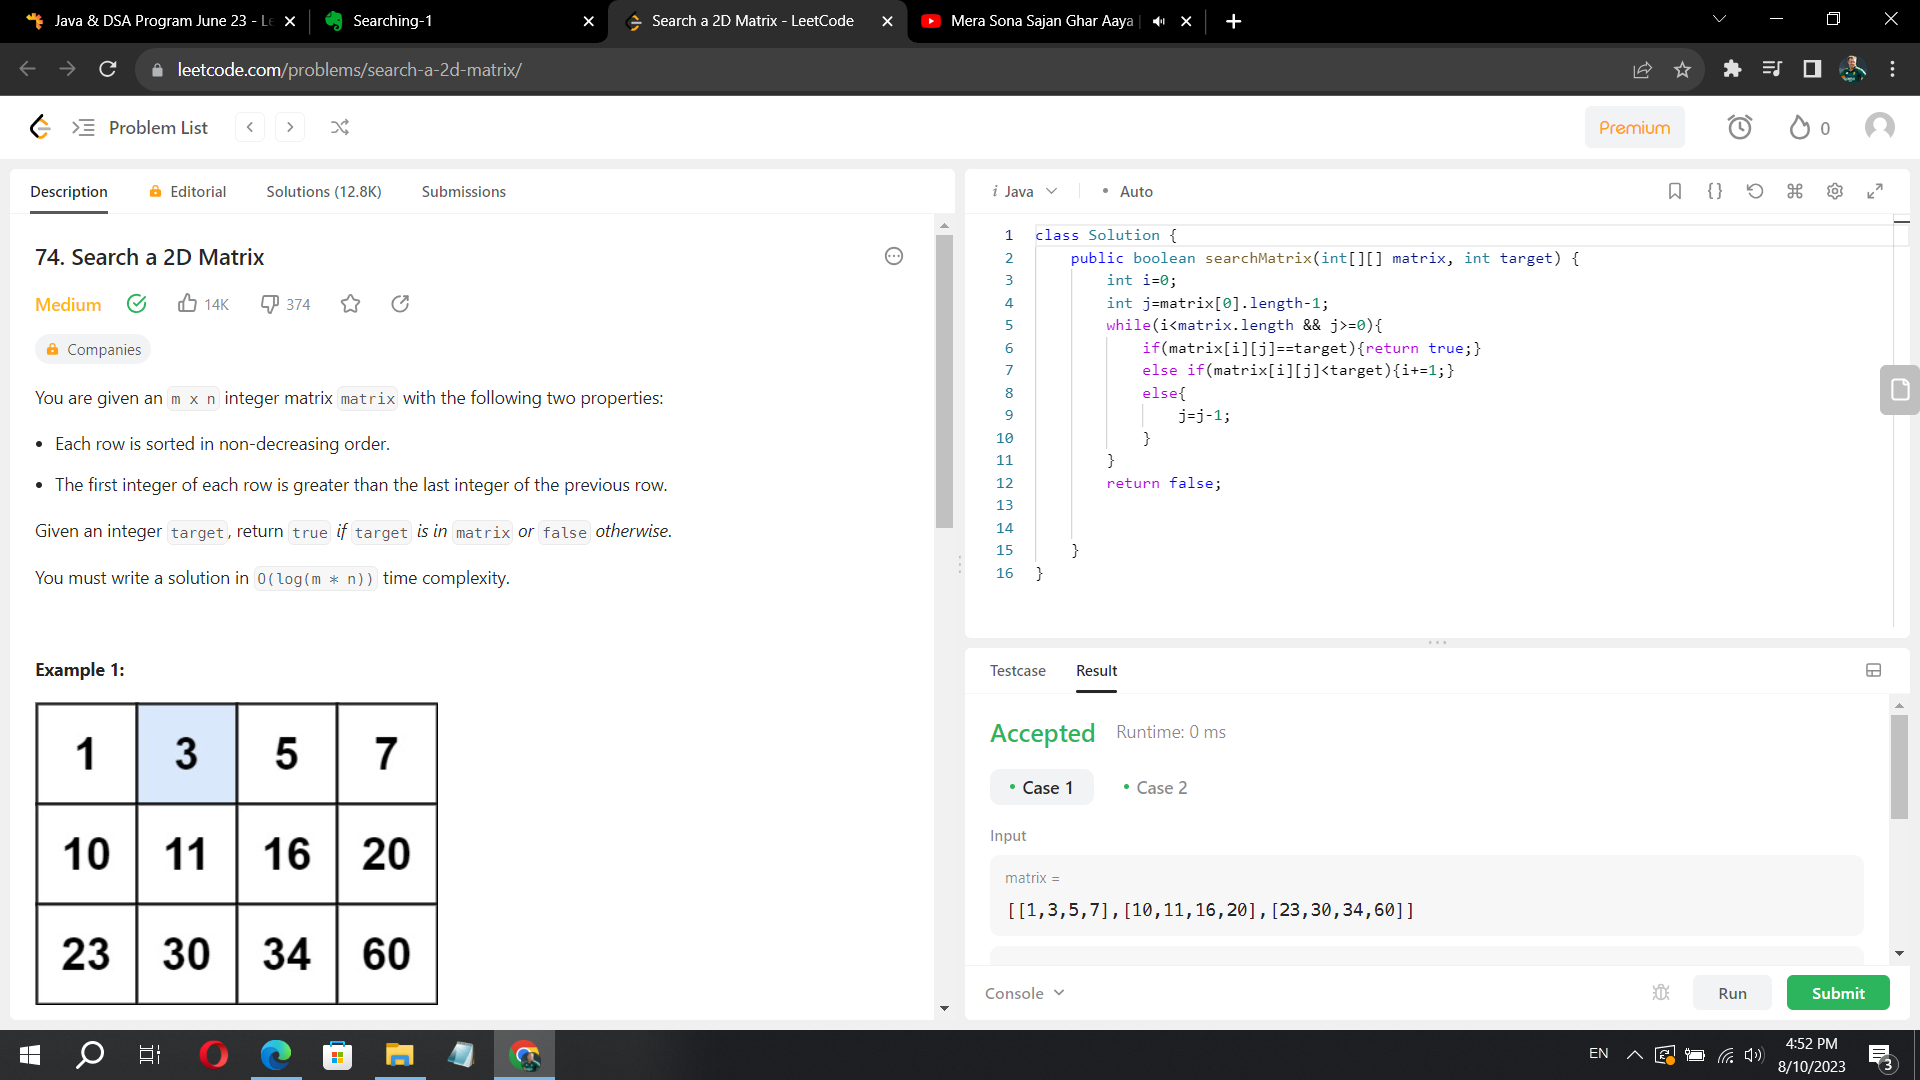 Java & DSA Program June 23 - Le
Searching-1
Search a 2D Matrix - LeetCode
Mera Sona Sajan Ghar Aaya |
leetcode.com/problems/search-a-2d-matrix/
Problem List
Premium
0
Description
Editorial
Solutions (12.8K)
Submissions
74. Search a 2D Matrix
Medium
14K
374
Companies
You are given an m x n integer matrix matrix with the following two properties:
• Each row is sorted in non-decreasing order.
• The first integer of each row is greater than the last integer of the previous row.
Given an integer target, return true if target is in matrix or false otherwise.
You must write a solution in O(log(m * n)) time complexity.
Example 1:
1 3 5 7
10 11 16 20
23 30 34 60
i Java
• Auto
1 class Solution {
2 public boolean searchMatrix(int[][] matrix, int target) {
3 int i=0;
4 int j=matrix[0].length-1;
5 while(i<matrix.length && j>=0){
6 if(matrix[i][j]==target){return true;}
7 else if(matrix[i][j]<target){i+=1;}
8 else{
9 j=j-1;
10 }
11 }
12 return false;
13
14
15 }
16 }
Testcase
Result
Accepted
Runtime: 0 ms
• Case 1
• Case 2
Input
matrix =
[[1,3,5,7],[10,11,16,20],[23,30,34,60]]
Console
Run
Submit
EN
4:52 PM
8/10/2023
3